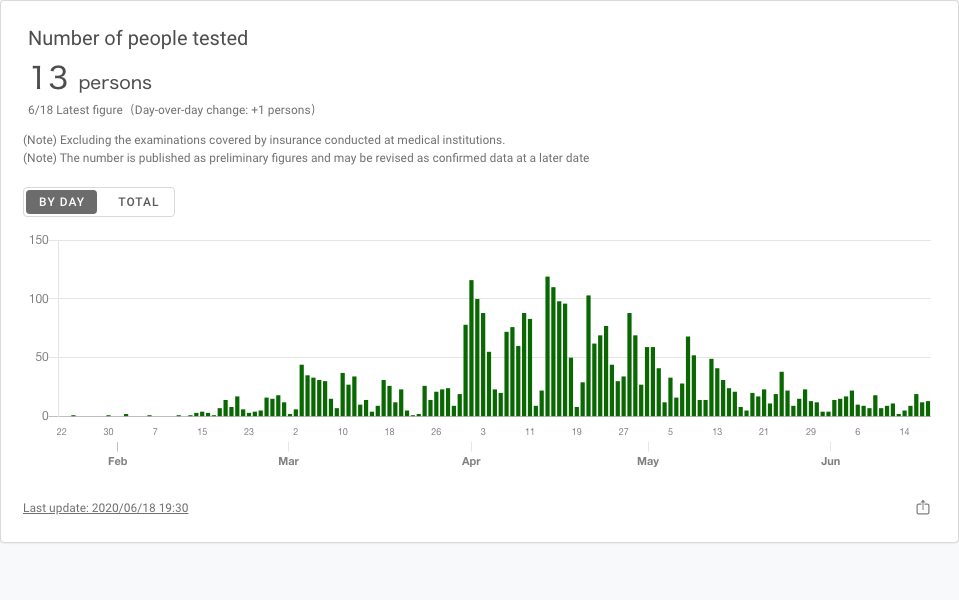 Number of people tested
13 persons
6/18 Latest figure（Day-over-day change: +1 persons）
(Note) Excluding the examinations covered by insurance conducted at medical institutions.
(Note) The number is published as preliminary figures and may be revised as confirmed data at a later date
BY DAY TOTAL
150
100
50
0
22 30 7 15 23 2 10 18 26 3 11 19 27 5 13 21 29 6 14
Feb Mar Apr May Jun
Last update: 2020/06/18 19:30